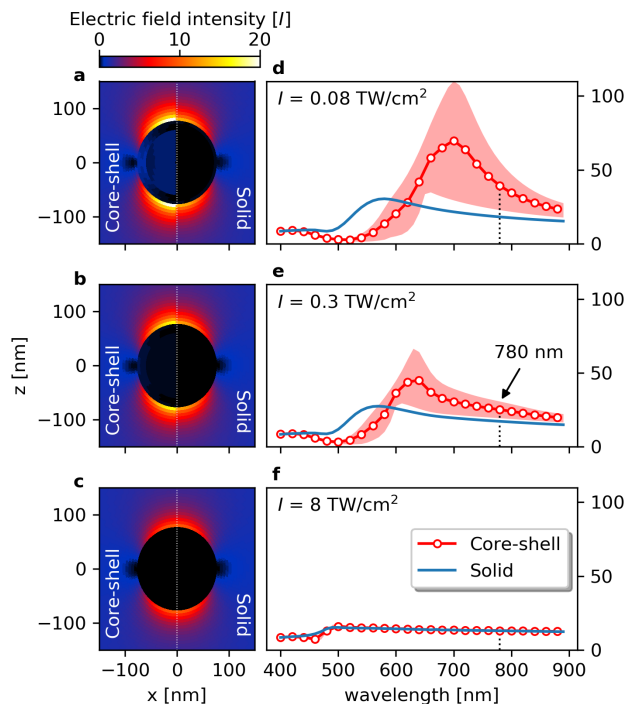 Electric field intensity [I]
0 10 20
a
100
0
−100
Core-shell
Solid
d
I = 0.08 TW/cm²
100
50
0
b
100
0
−100
z [nm]
Core-shell
Solid
e
I = 0.3 TW/cm²
780 nm
100
50
0
c
100
0
−100
Core-shell
Solid
−100 0 100
x [nm]
f
I = 8 TW/cm²
Core-shell
Solid
100
50
0
400 500 600 700 800 900
wavelength [nm]